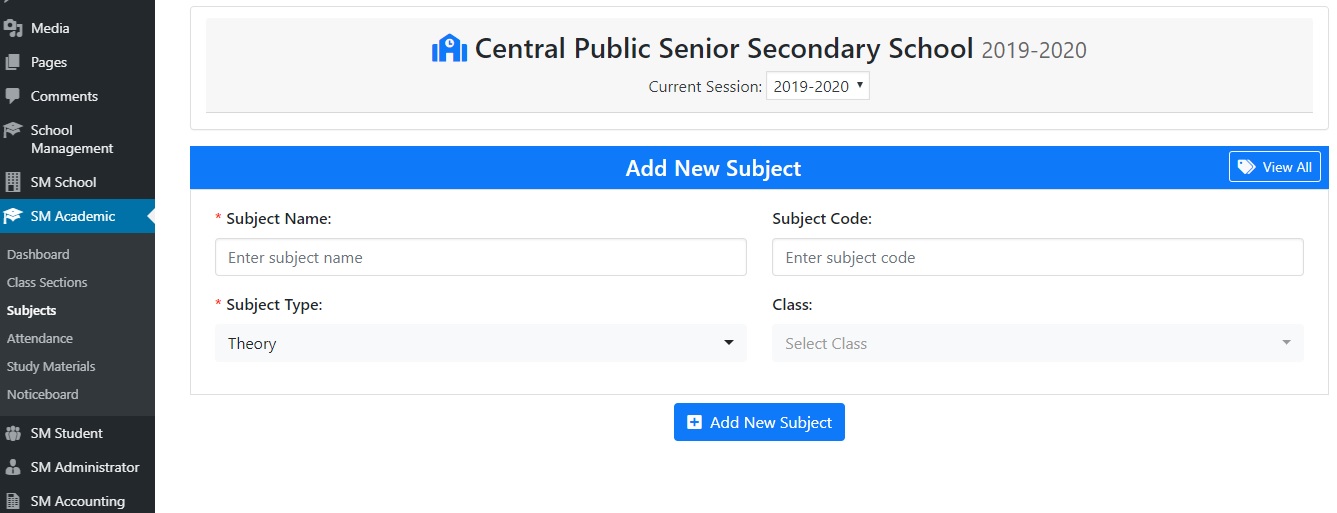 Media
Pages
Comments
School
Management
SM School
SM Academic
Dashboard
Class Sections
Subjects
Attendance
Study Materials
Noticeboard
SM Student
SM Administrator
SM Accounting
Central Public Senior Secondary School 2019-2020
Current Session: 2019-2020
Add New Subject
View All
* Subject Name:
Enter subject name
Subject Code:
Enter subject code
* Subject Type:
Theory
Class:
Select Class
Add New Subject